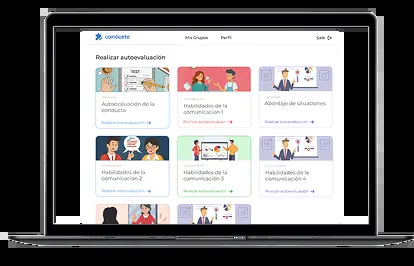 conócete
Mis Grupos
Perfil
Salir
Realizar autoevaluación
Autoevaluación de la
conducta
Realizar autoevaluación
Habilidades de la
comunicación 1
Realizar autoevaluación
Abordaje de situaciones
Realizar autoevaluación
Habilidades de la
comunicación 2
Realizar autoevaluación
Habilidades de la
comunicación 3
Realizar autoevaluación
Habilidades de la
comunicación 4
Realizar autoevaluación